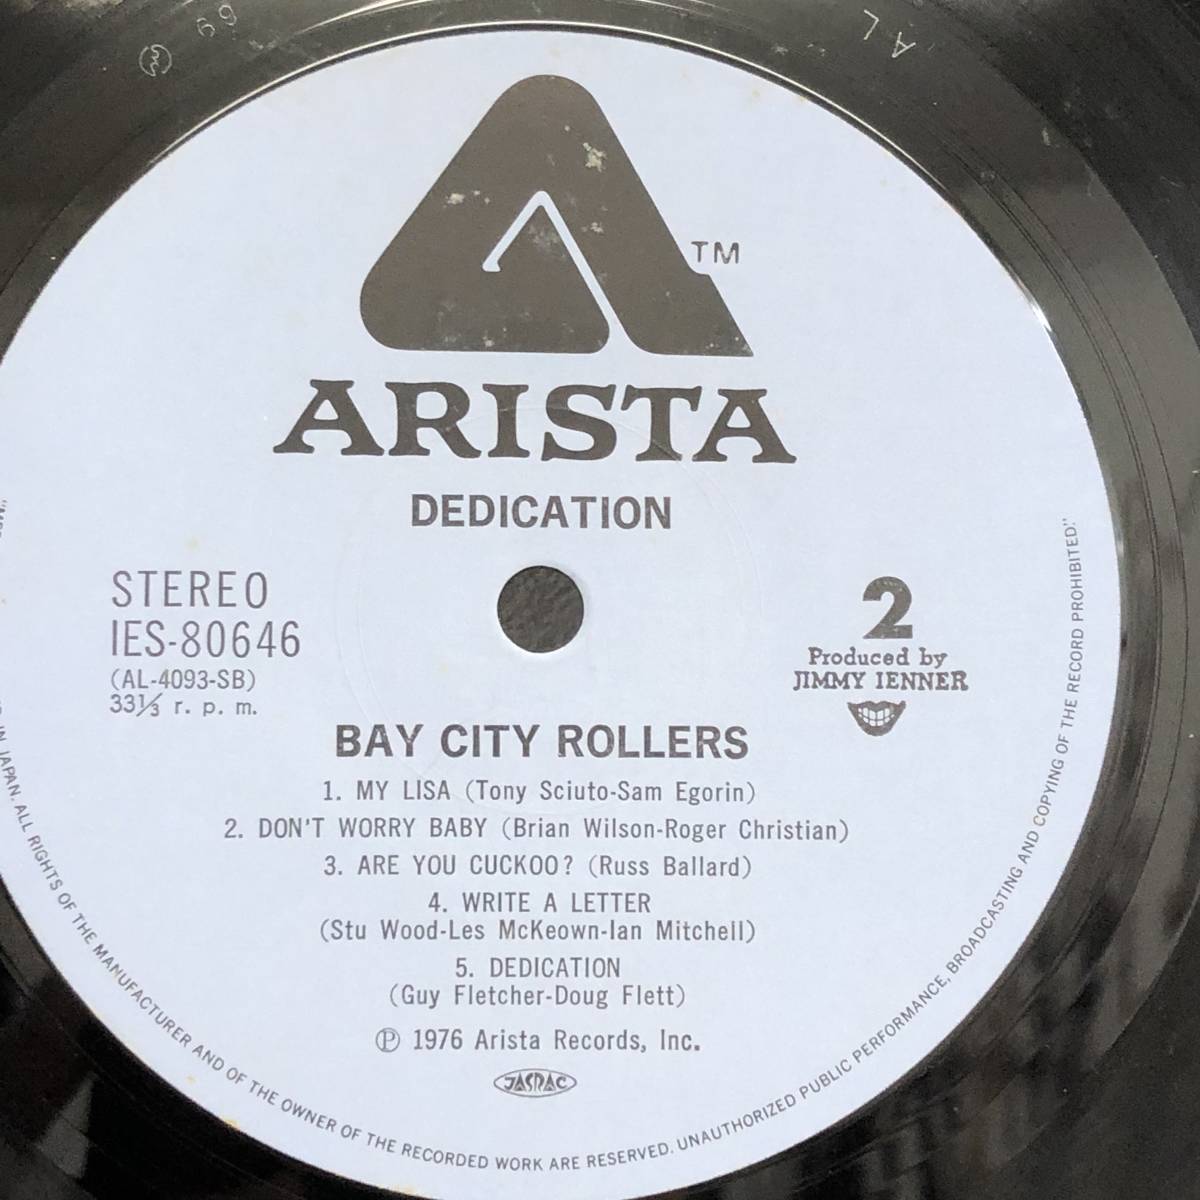 TM
ARISTA
DEDICATION
STEREO
IES-80646
(AL-4093-SB)
33⅓ r. p. m.
2
Produced by
JIMMY IENNER
BAY CITY ROLLERS
1. MY LISA (Tony Sciuto-Sam Egorin)
2. DON'T WORRY BABY (Brian Wilson-Roger Christian)
3. ARE YOU CUCKOO? (Russ Ballard)
4. WRITE A LETTER
(Stu Wood-Les McKeown-Ian Mitchell)
5. DEDICATION
(Guy Fletcher-Doug Flett)
Ⓟ 1976 Arista Records, Inc.
JASRAC
IN JAPAN. ALL RIGHTS OF THE MANUFACTURER AND OF THE OWNER OF THE RECORDED WORK ARE RESERVED. UNAUTHORIZED PUBLIC PERFORMANCE, BROADCASTING AND COPYING OF THE RECORD PROHIBITED."
AL